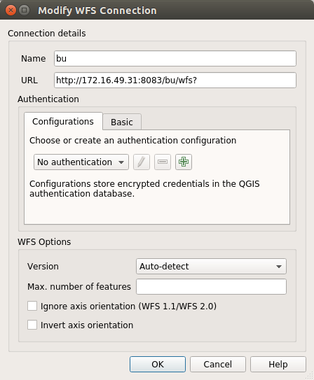 Modify WFS Connection
Connection details
Name bu
URL http://172.16.49.31:8083/bu/wfs?
Authentication
Configurations Basic
Choose or create an authentication configuration
No authentication
Configurations store encrypted credentials in the QGIS
authentication database.
WFS Options
Version Auto-detect
Max. number of features
Ignore axis orientation (WFS 1.1/WFS 2.0)
Invert axis orientation
OK Cancel Help